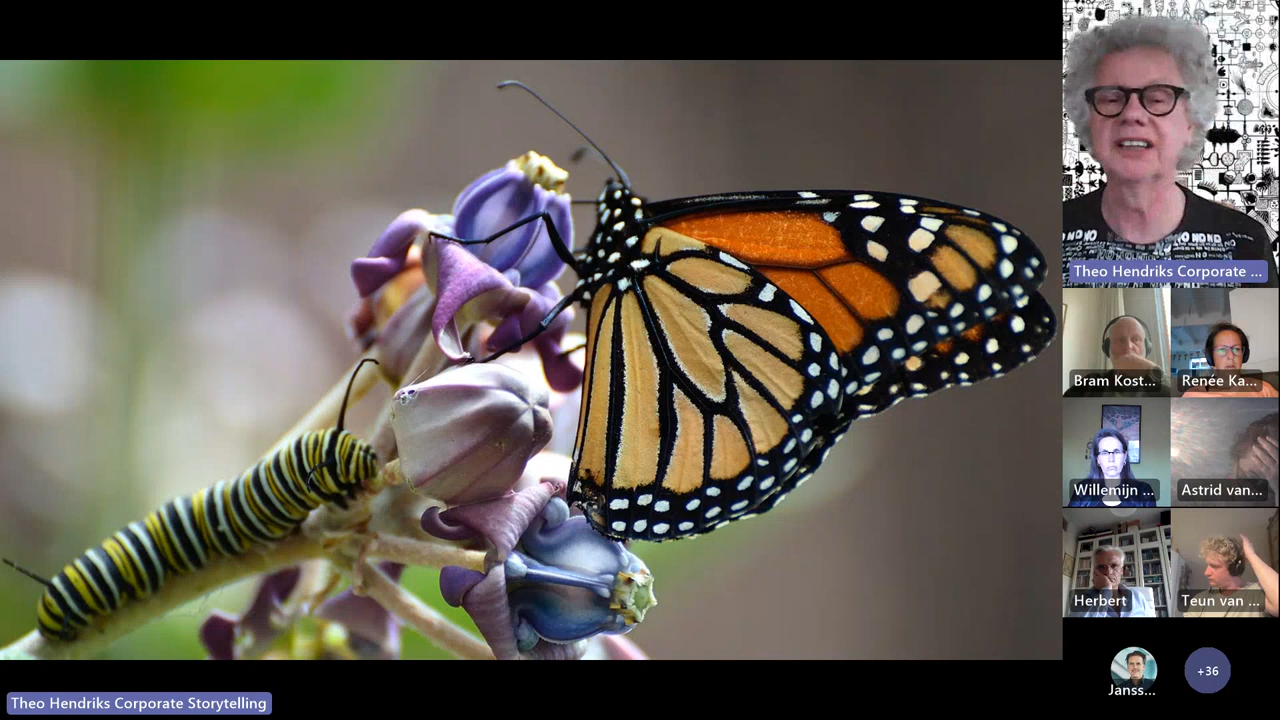 Theo Hendriks Corporate ...
Bram Kost...
Renée Ka...
Willemijn ...
Astrid van...
Herbert
Teun van ...
Janss...
+36
Theo Hendriks Corporate Storytelling